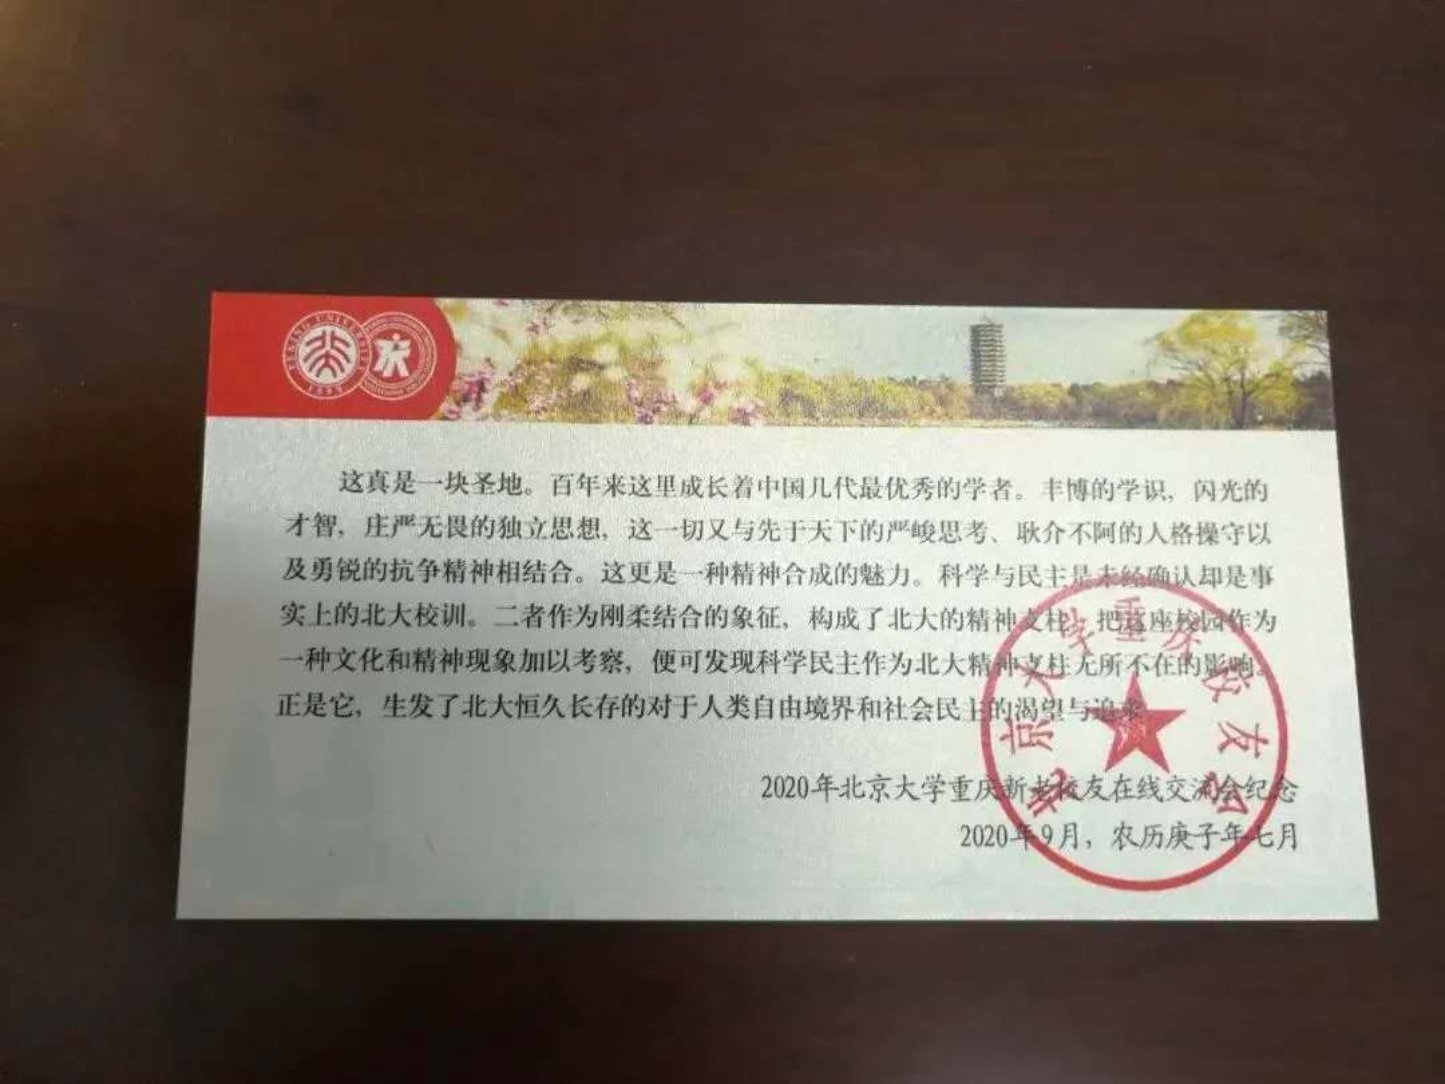 PEKING UNIVERSITY
1898
这真是一块圣地。百年来这里成长着中国几代最优秀的学者。丰博的学识，闪光的
才智，庄严无畏的独立思想，这一切又与先于天下的严峻思考、耿介不阿的人格操守以
及勇锐的抗争精神相结合。这更是一种精神合成的魅力。科学与民主是未经确认却是事
实上的北大校训。二者作为刚柔结合的象征，构成了北大的精神支柱。把这座校园作为
一种文化和精神现象加以考察，便可发现科学民主作为北大精神支柱无所不在的影响。
正是它，生发了北大恒久长存的对于人类自由境界和社会民主的渴望与追求
北京大学重庆校友会
2020年北京大学重庆新老校友在线交流会纪念
2020年9月，农历庚子年七月